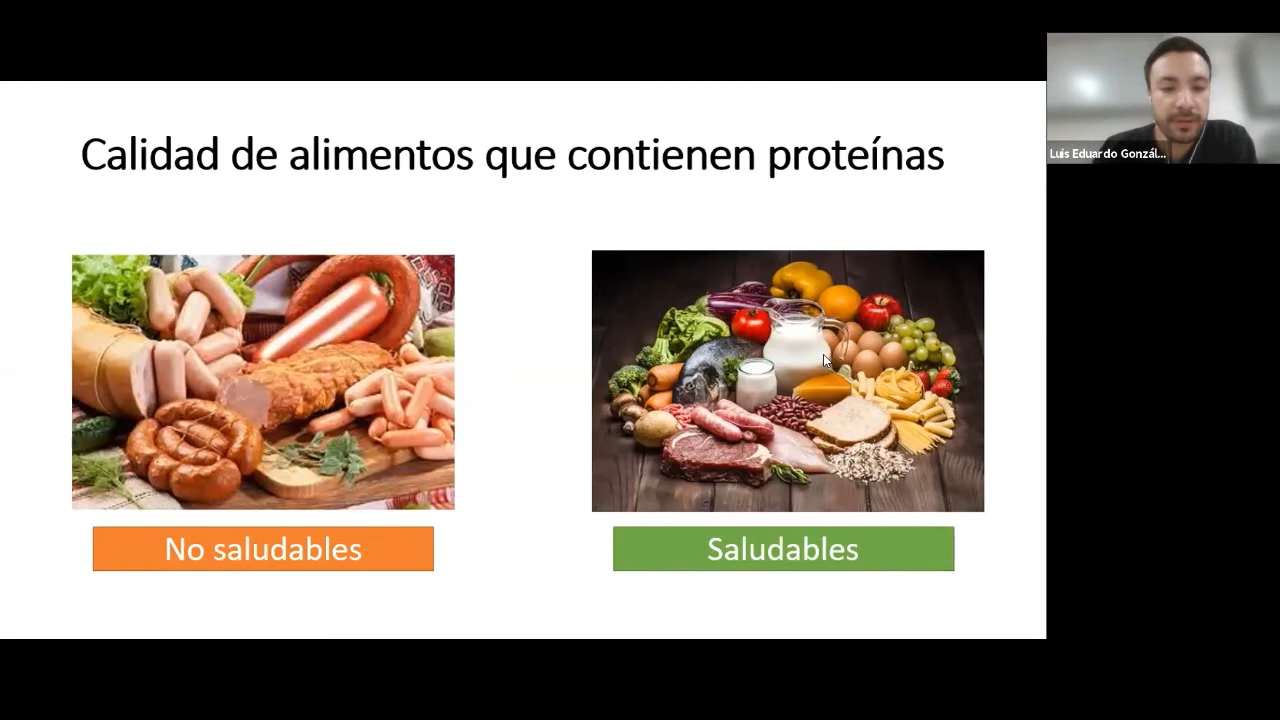 Calidad de alimentos que contienen proteínas
Luis Eduardo Gonzál...
No saludables
Saludables